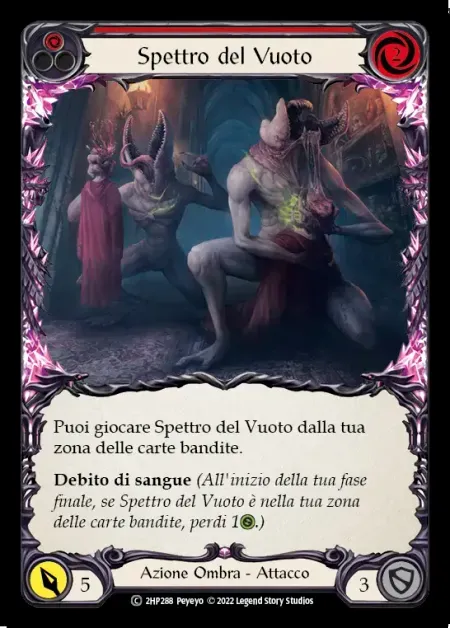 Spettro del Vuoto
2
Puoi giocare Spettro del Vuoto dalla tua
zona delle carte bandite.
Debito di sangue (All'inizio della tua fase
finale, se Spettro del Vuoto è nella tua zona
delle carte bandite, perdi 1.)
5
Azione Ombra - Attacco
3
C 2HP288 Peyeyo © 2022 Legend Story Studios